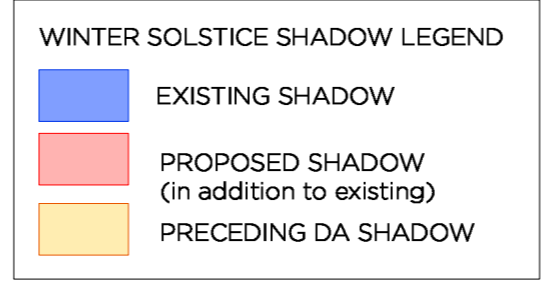 WINTER SOLSTICE SHADOW LEGEND
EXISTING SHADOW
PROPOSED SHADOW
(in addition to existing)
PRECEDING DA SHADOW